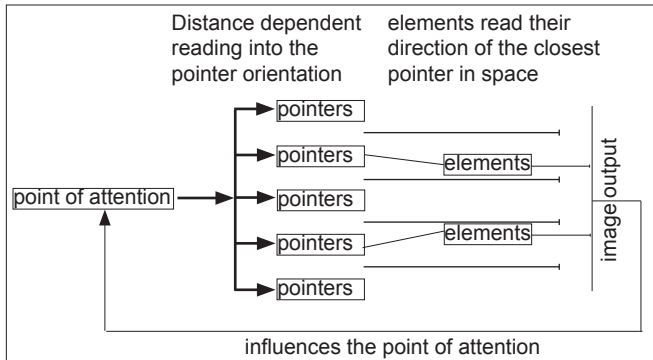 Distance dependent
reading into the
pointer orientation
elements read their
direction of the closest
pointer in space
pointers
pointers
elements
point of attention
pointers
pointers
elements
pointers
image output
influences the point of attention